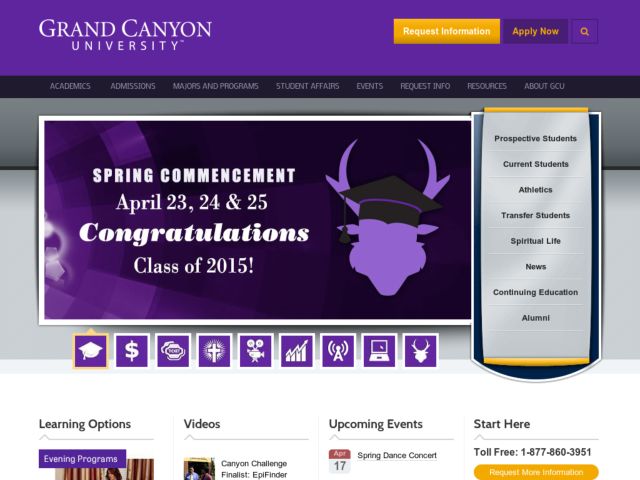 GRAND CANYON
UNIVERSITY™
Request Information
Apply Now
ACADEMICS
ADMISSIONS
MAJORS AND PROGRAMS
STUDENT AFFAIRS
EVENTS
REQUEST INFO
RESOURCES
ABOUT GCU
SPRING COMMENCEMENT
April 23, 24 & 25
Congratulations
Class of 2015!
Prospective Students
Current Students
Athletics
Transfer Students
Spiritual Life
News
Continuing Education
Alumni
$
TICKET
Learning Options
Evening Programs
Videos
Canyon Challenge
Finalist: EpiFinder
Upcoming Events
Apr
17
Spring Dance Concert
Start Here
Toll Free: 1-877-860-3951
Request More Information